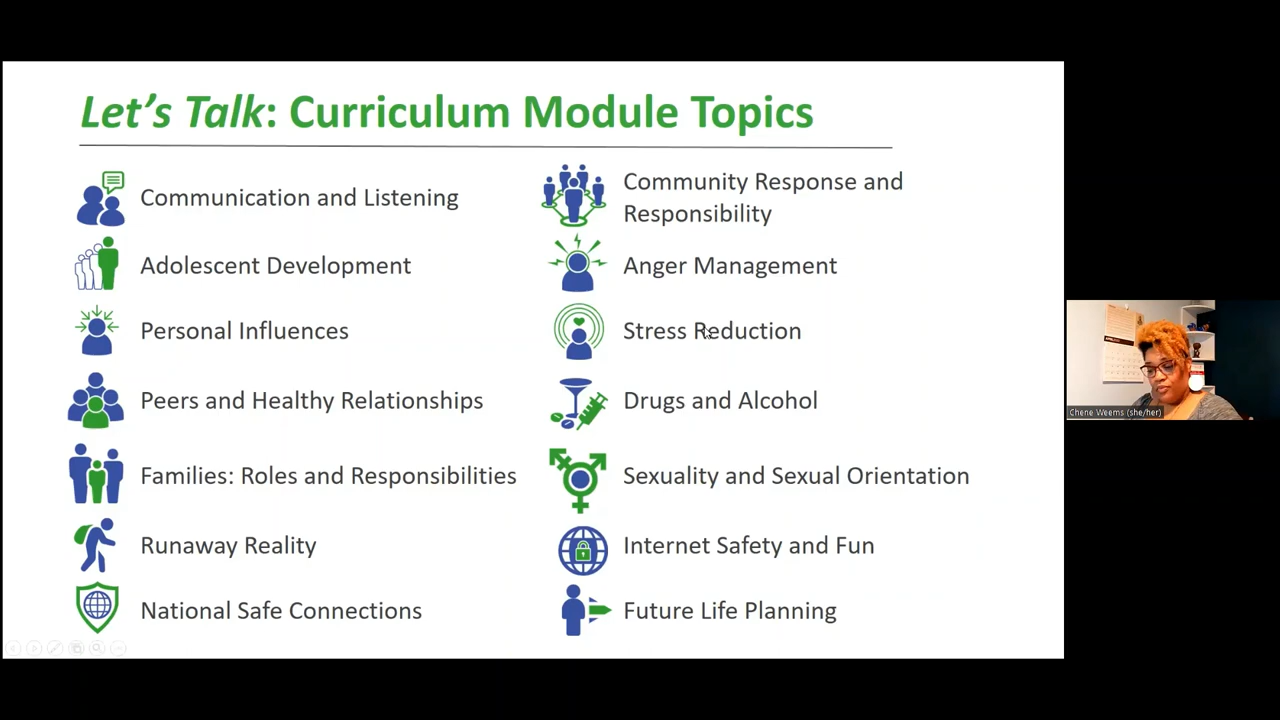 Let's Talk: Curriculum Module Topics
Communication and Listening
Adolescent Development
Personal Influences
Peers and Healthy Relationships
Families: Roles and Responsibilities
Runaway Reality
National Safe Connections
Community Response and
Responsibility
Anger Management
Stress Reduction
Drugs and Alcohol
Sexuality and Sexual Orientation
Internet Safety and Fun
Future Life Planning
Chene Weems (she/her)